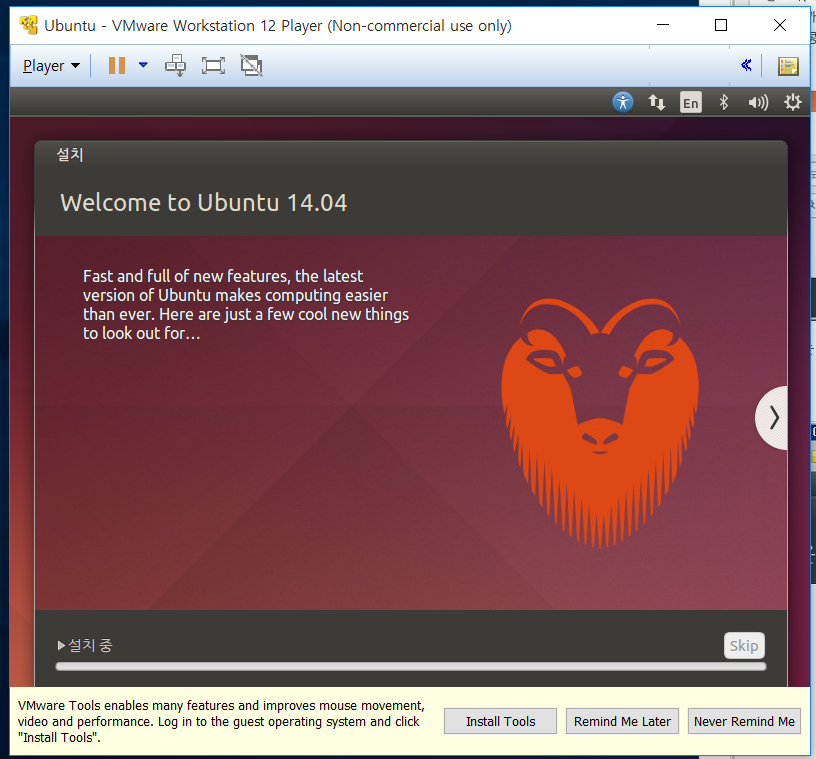 Ubuntu - VMware Workstation 12 Player (Non-commercial use only)
Player
En
설치
Welcome to Ubuntu 14.04
Fast and full of new features, the latest
version of Ubuntu makes computing easier
than ever. Here are just a few cool new things
to look out for…
설치 중
Skip
VMware Tools enables many features and improves mouse movement,
video and performance. Log in to the guest operating system and click
"Install Tools".
Install Tools
Remind Me Later
Never Remind Me